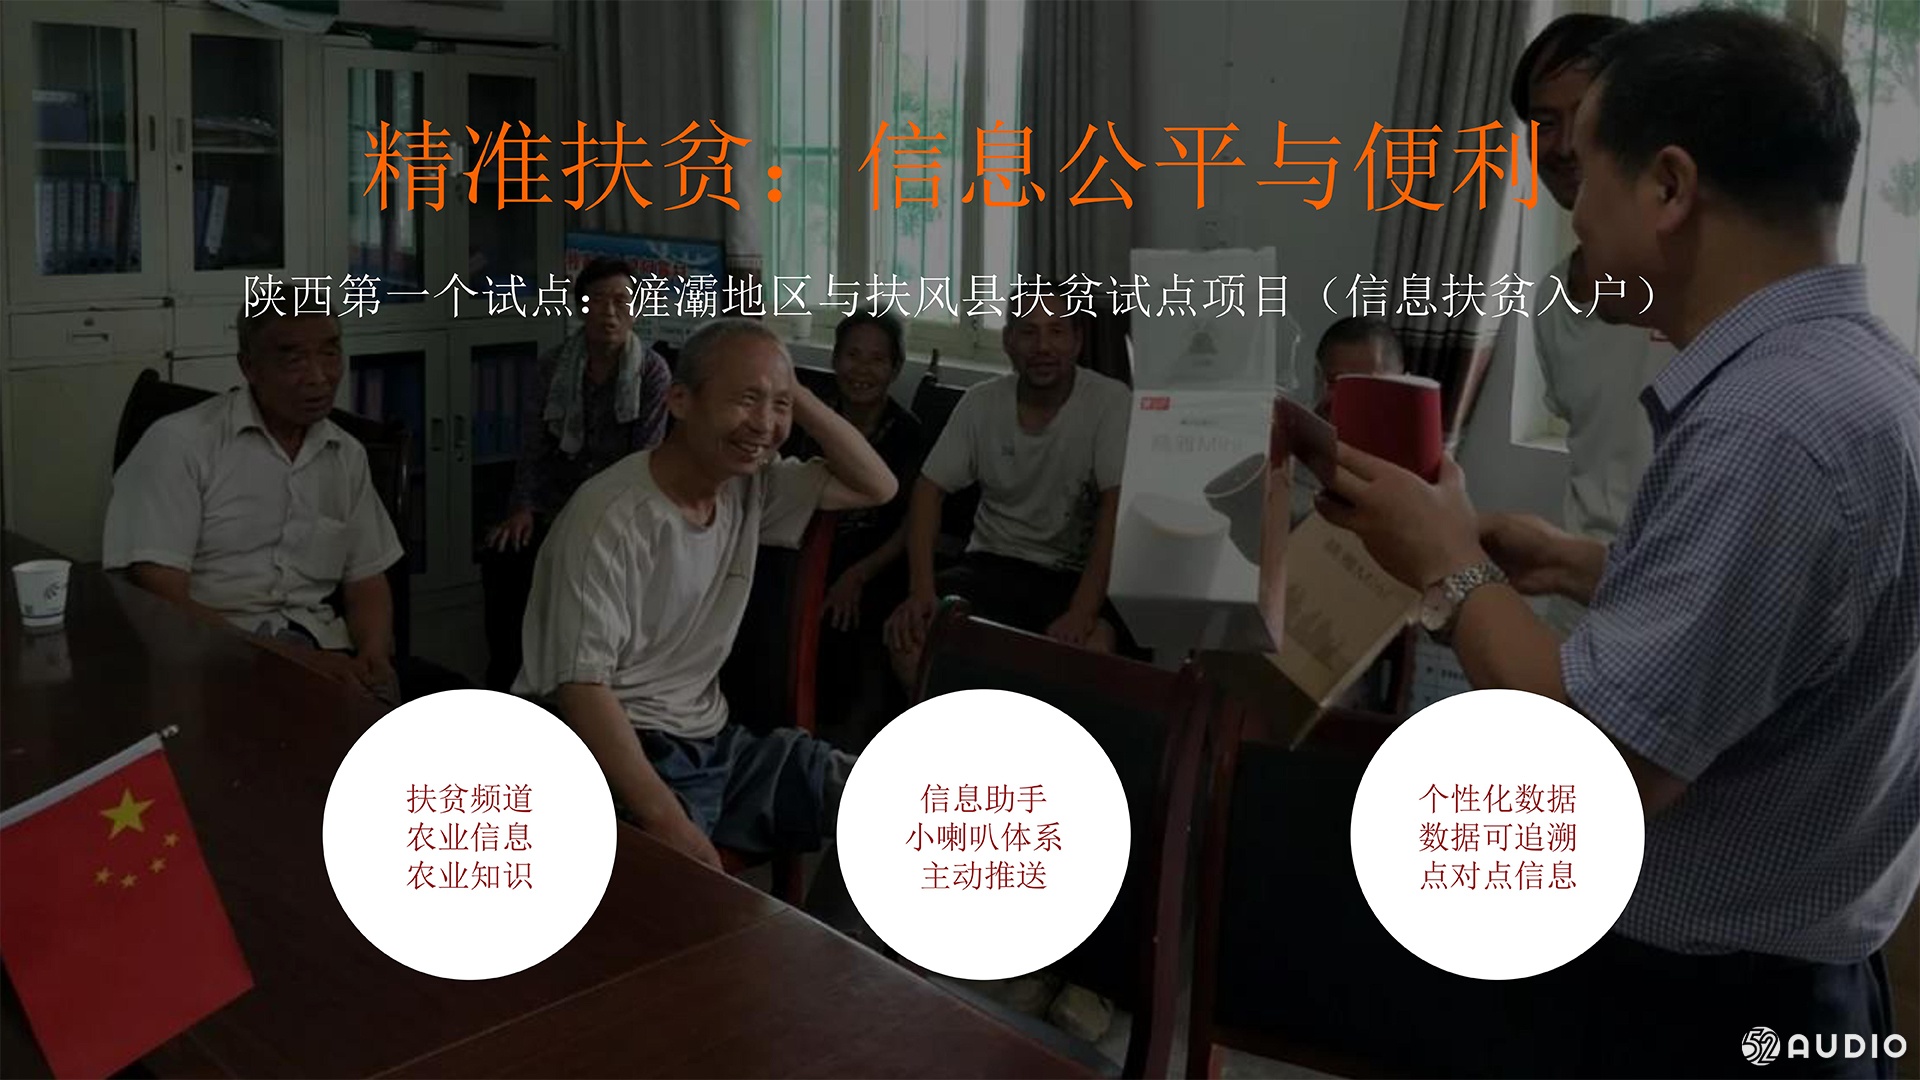 精准扶贫：信息公平与便利
陕西第一个试点：浐灞地区与扶风县扶贫试点项目（信息扶贫入户）
扶贫频道
农业信息
农业知识
信息助手
小喇叭体系
主动推送
个性化数据
数据可追溯
点对点信息
52 AUDIO